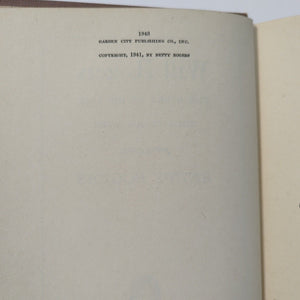 1943
GARDEN CITY PUBLISHING CO., INC.
COPYRIGHT, 1941, BY BETTY ROGERS